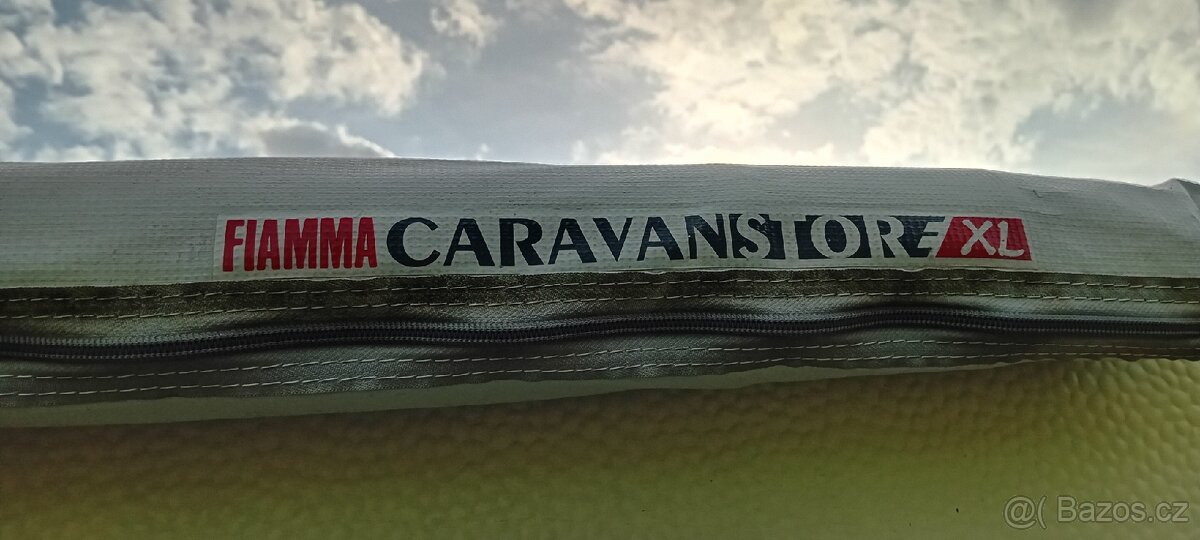 FIAMMA CARAVANSTORE XL
@( Bazos.cz